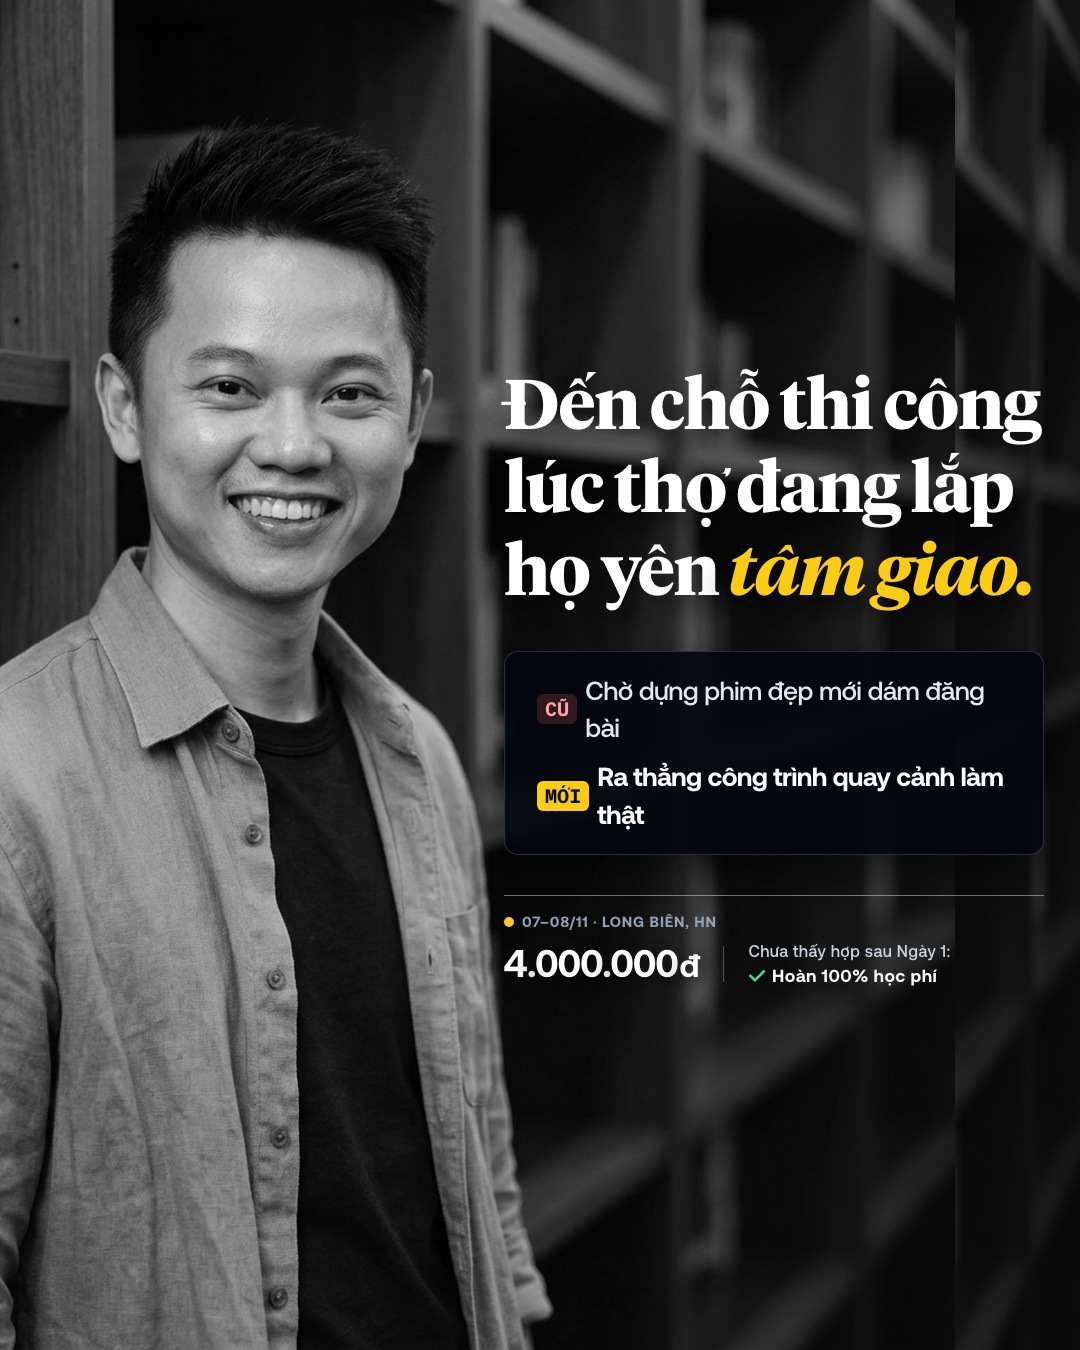 Đến chỗ thi công
lúc thợ đang lắp
họ yên tâm giao.
CŨ
Chờ dựng phim đẹp mới dám đăng
bài
MỚI
Ra thẳng công trình quay cảnh làm
thật
07–08/11 · LONG BIÊN, HN
4.000.000đ
Chưa thấy hợp sau Ngày 1:
Hoàn 100% học phí